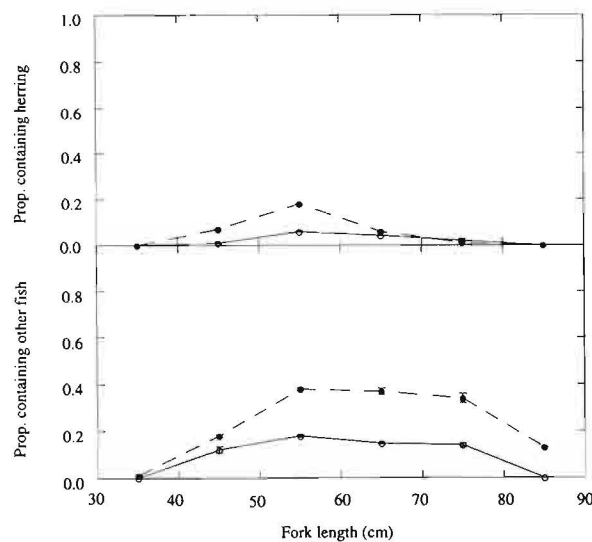 1.0
0.8
0.6
0.4
0.2
0.0
Prop. containing herring
0.8
0.6
0.4
0.2
0.0
Prop. containing other fish
30 40 50 60 70 80 90
Fork length (cm)